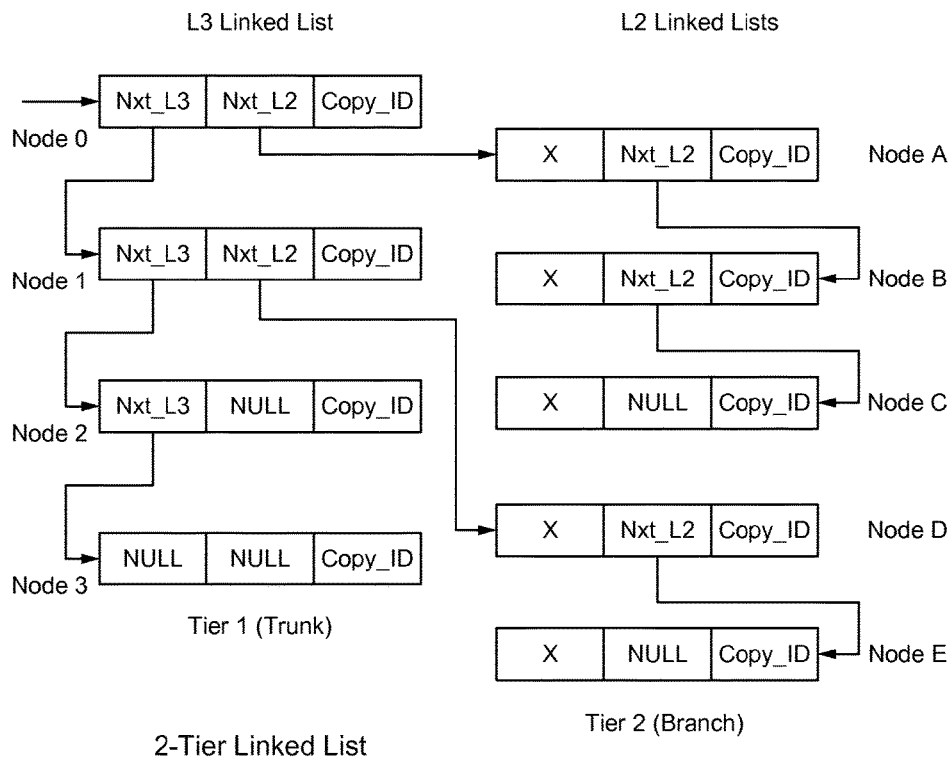 L3 Linked List
L2 Linked Lists
Nxt_L3 Nxt_L2 Copy_ID
Node 0
X Nxt_L2 Copy_ID Node A
Nxt_L3 Nxt_L2 Copy_ID
Node 1
X Nxt_L2 Copy_ID Node B
Nxt_L3 NULL Copy_ID
Node 2
X NULL Copy_ID Node C
X Nxt_L2 Copy_ID Node D
NULL NULL Copy_ID
Node 3
Tier 1 (Trunk)
X NULL Copy_ID Node E
Tier 2 (Branch)
2-Tier Linked List